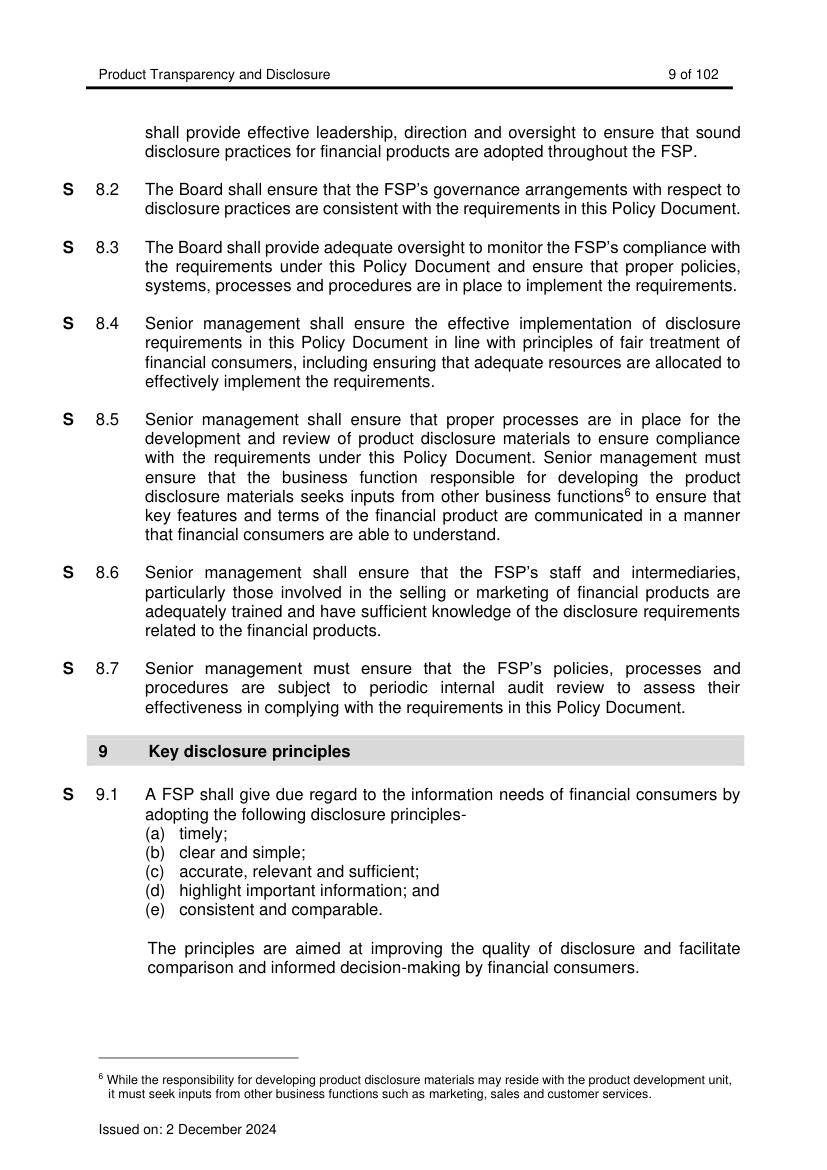 Product Transparency and Disclosure 9 of 102
shall provide effective leadership, direction and oversight to ensure that sound
disclosure practices for financial products are adopted throughout the FSP.
S 8.2 The Board shall ensure that the FSP’s governance arrangements with respect to
disclosure practices are consistent with the requirements in this Policy Document.
S 8.3 The Board shall provide adequate oversight to monitor the FSP’s compliance with
the requirements under this Policy Document and ensure that proper policies,
systems, processes and procedures are in place to implement the requirements.
S 8.4 Senior management shall ensure the effective implementation of disclosure
requirements in this Policy Document in line with principles of fair treatment of
financial consumers, including ensuring that adequate resources are allocated to
effectively implement the requirements.
S 8.5 Senior management shall ensure that proper processes are in place for the
development and review of product disclosure materials to ensure compliance
with the requirements under this Policy Document. Senior management must
ensure that the business function responsible for developing the product
disclosure materials seeks inputs from other business functions⁶ to ensure that
key features and terms of the financial product are communicated in a manner
that financial consumers are able to understand.
S 8.6 Senior management shall ensure that the FSP’s staff and intermediaries,
particularly those involved in the selling or marketing of financial products are
adequately trained and have sufficient knowledge of the disclosure requirements
related to the financial products.
S 8.7 Senior management must ensure that the FSP’s policies, processes and
procedures are subject to periodic internal audit review to assess their
effectiveness in complying with the requirements in this Policy Document.
9 Key disclosure principles
S 9.1 A FSP shall give due regard to the information needs of financial consumers by
adopting the following disclosure principles-
(a) timely;
(b) clear and simple;
(c) accurate, relevant and sufficient;
(d) highlight important information; and
(e) consistent and comparable.
The principles are aimed at improving the quality of disclosure and facilitate
comparison and informed decision-making by financial consumers.
⁶ While the responsibility for developing product disclosure materials may reside with the product development unit,
it must seek inputs from other business functions such as marketing, sales and customer services.
Issued on: 2 December 2024